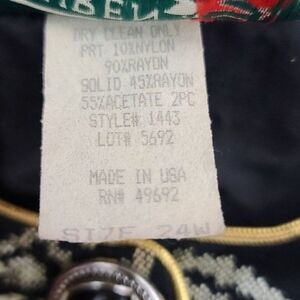 DRY CLEAN ONLY
PRT 10%NYLON
90%RAYON
SOLID 45%RAYON
55%ACETATE 2PC
STYLE# 1443
LOT# 5692
MADE IN USA
RN# 49692
SIZE 24W